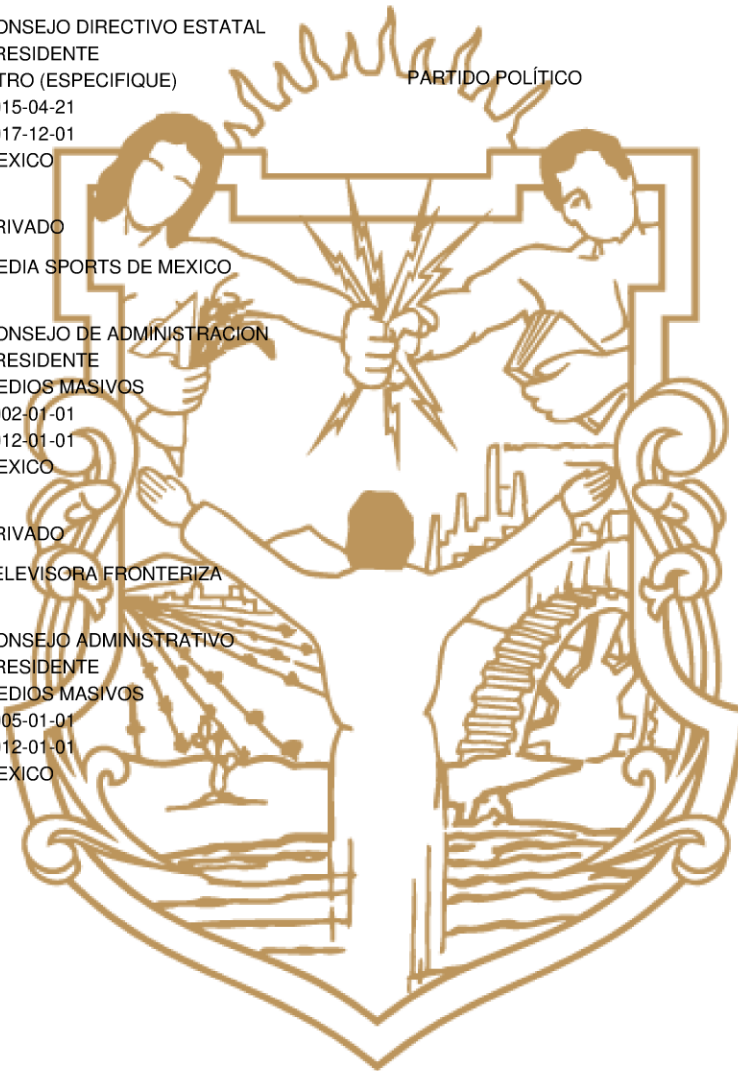 ONSEJO DIRECTIVO ESTATAL
RESIDENTE
TRO (ESPECIFIQUE) PARTIDO POLÍTICO
015-04-21
017-12-01
EXICO
RIVADO
EDIA SPORTS DE MEXICO
ONSEJO DE ADMINISTRACION
RESIDENTE
EDIOS MASIVOS
002-01-01
012-01-01
EXICO
RIVADO
ELEVISORA FRONTERIZA
ONSEJO ADMINISTRATIVO
RESIDENTE
EDIOS MASIVOS
005-01-01
012-01-01
EXICO